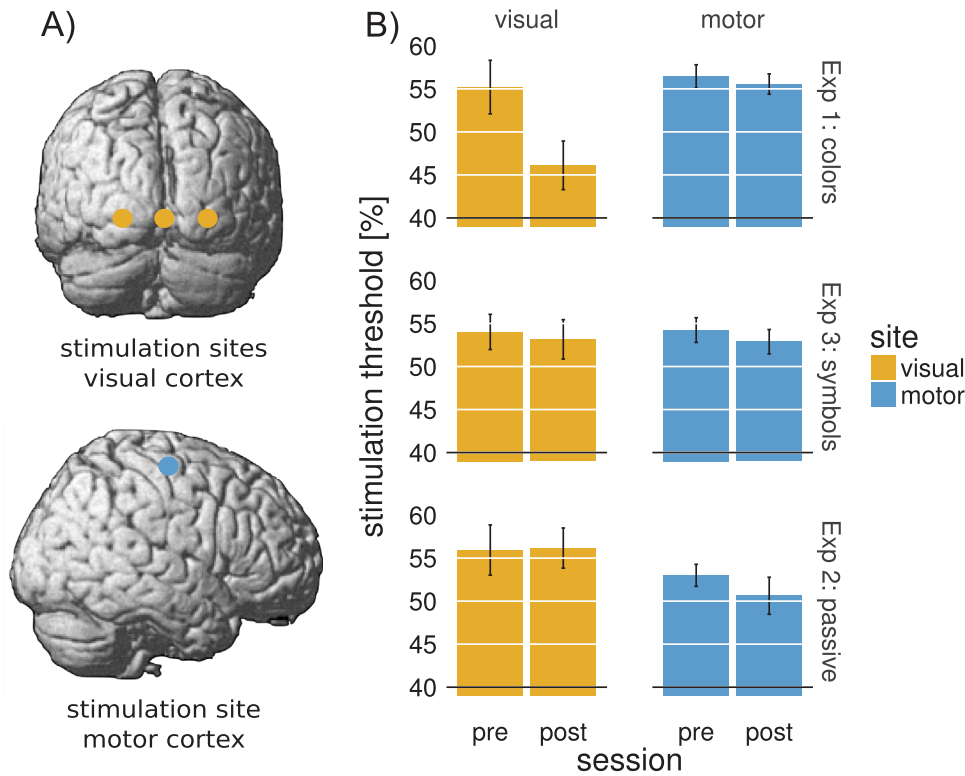 A)
stimulation sites
visual cortex
stimulation site
motor cortex
B)
visual
motor
stimulation threshold [%]
60
55
50
45
40
Exp 1: colors
60
55
50
45
40
Exp 3: symbols
60
55
50
45
40
Exp 2: passive
pre
post
pre
post
session
site
visual
motor